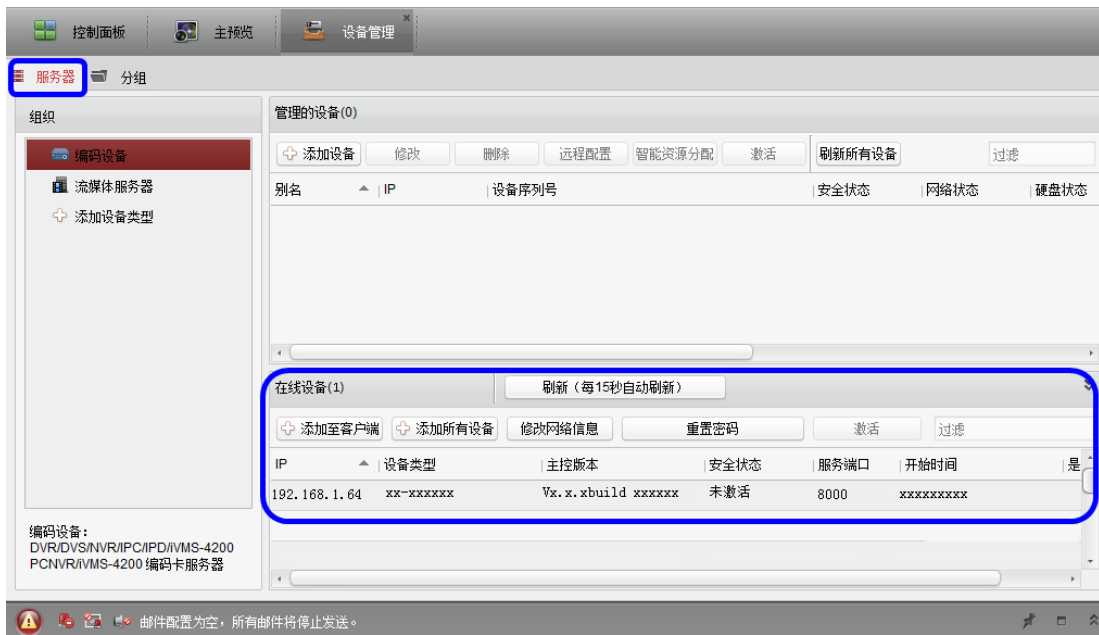 控制面板 主预览 设备管理
服务器 分组
组织
编码设备
流媒体服务器
添加设备类型
编码设备：
DVR/DVS/NVR/IPC/IPD/iVMS-4200
PCNVR/iVMS-4200 编码卡服务器
管理的设备(0)
添加设备 修改 删除 远程配置 智能资源分配 激活 刷新所有设备 过滤
别名 IP 设备序列号 安全状态 网络状态 硬盘状态
在线设备(1) 刷新（每15秒自动刷新）
添加至客户端 添加所有设备 修改网络信息 重置密码 激活 过滤
IP 设备类型 主控版本 安全状态 服务端口 开始时间 是
192.168.1.64 xx-xxxxxx Vx.x.xbuild xxxxxx 未激活 8000 xxxxxxxxx
邮件配置为空，所有邮件将停止发送。